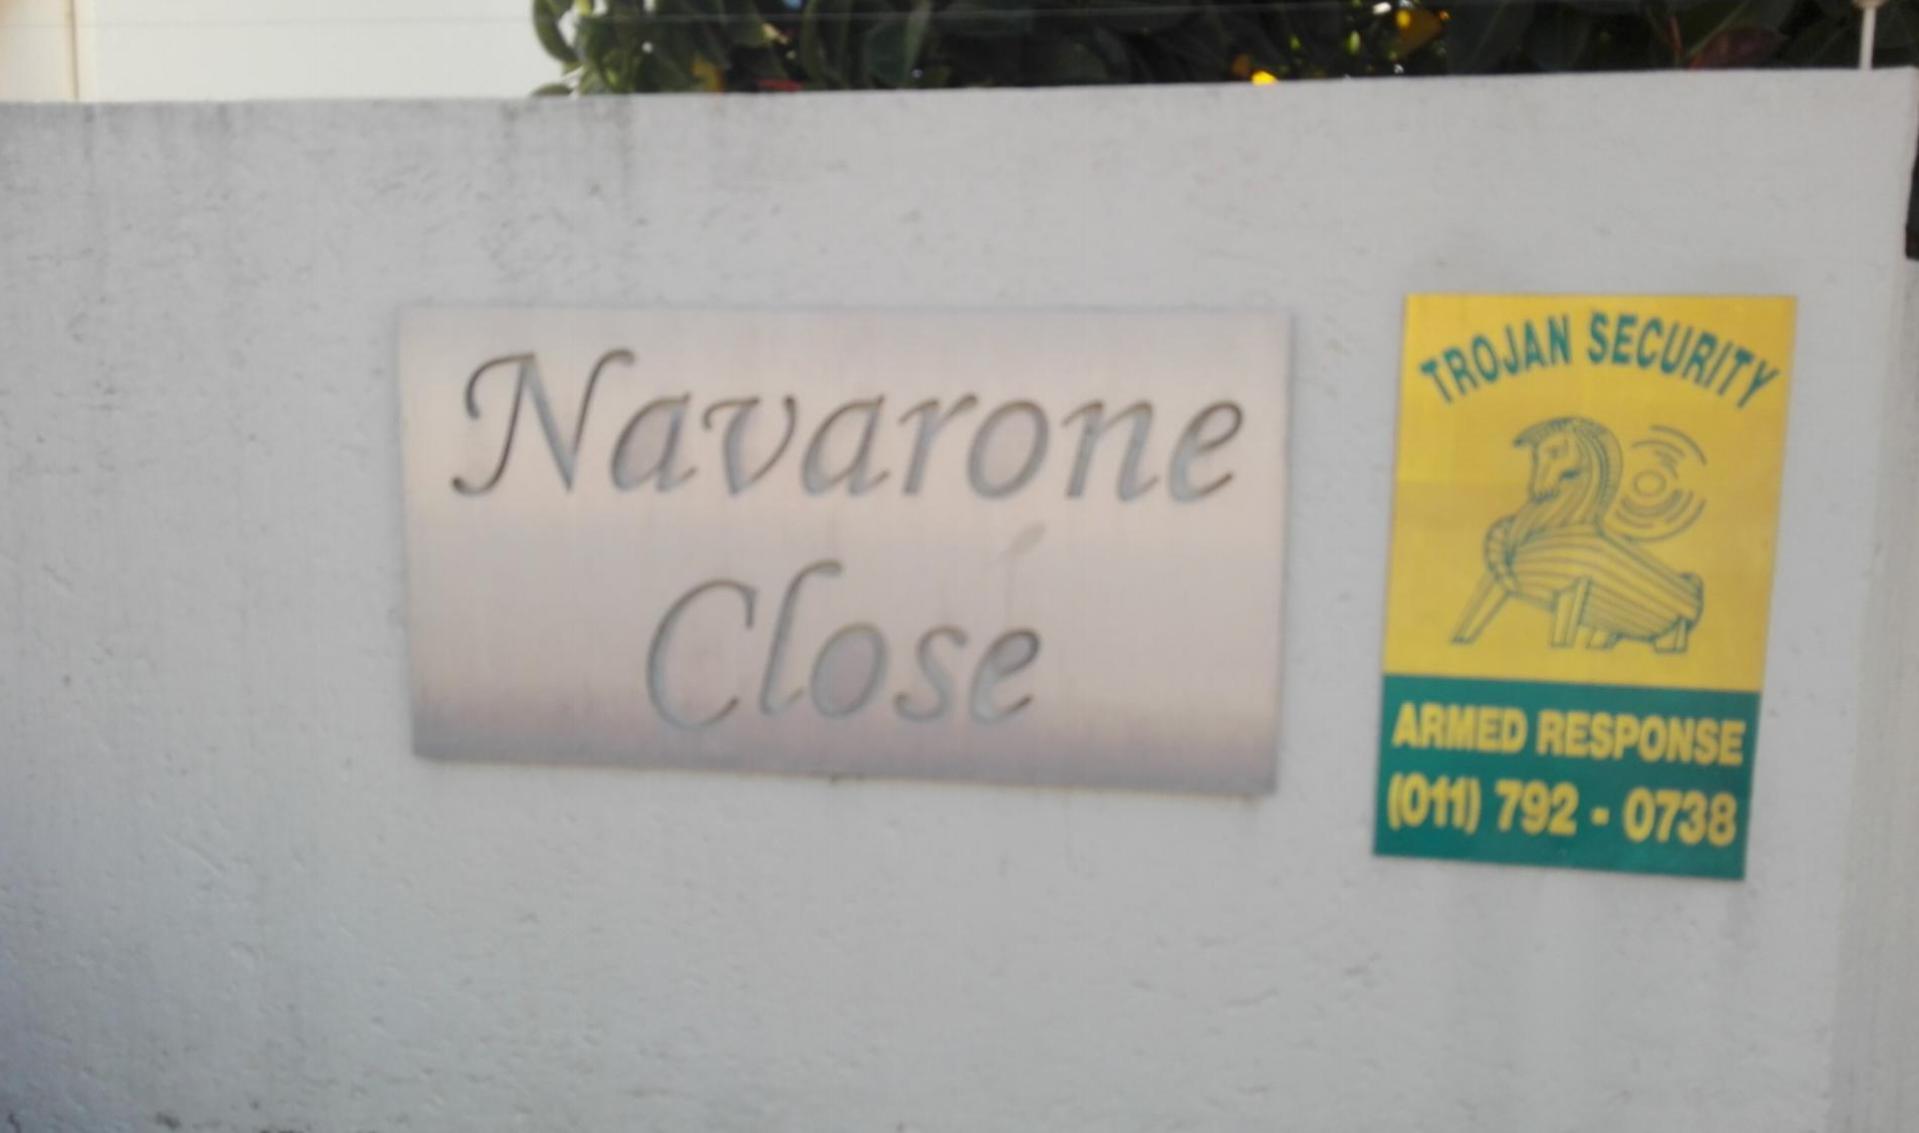 Navarone
Close
TROJAN SECURITY
ARMED RESPONSE
(011) 792 - 0738